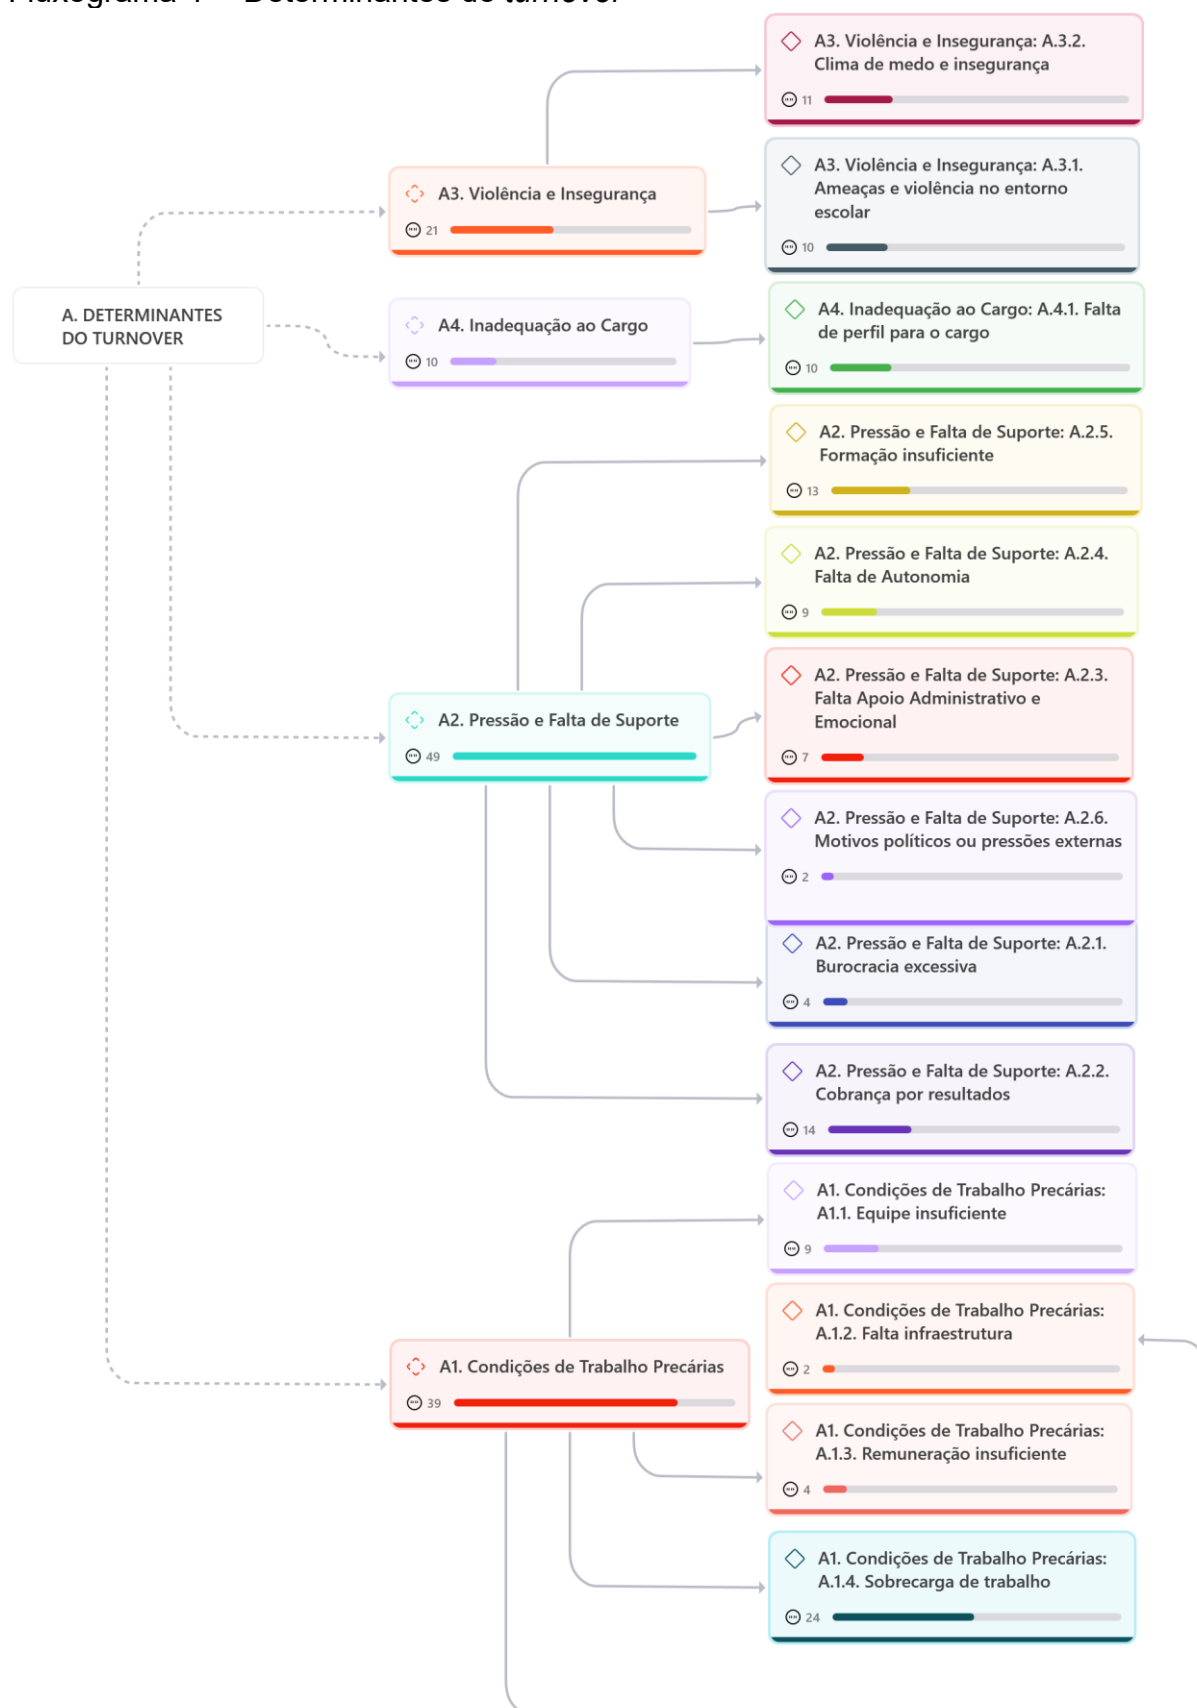 Determinantes do turnover
A3. Violência e Insegurança: A.3.2.
Clima de medo e insegurança
11
A3. Violência e Insegurança: A.3.1.
Ameaças e violência no entorno
escolar
10
A3. Violência e Insegurança
21
A. DETERMINANTES
DO TURNOVER
A4. Inadequação ao Cargo
10
A4. Inadequação ao Cargo: A.4.1. Falta
de perfil para o cargo
10
A2. Pressão e Falta de Suporte: A.2.5.
Formação insuficiente
13
A2. Pressão e Falta de Suporte: A.2.4.
Falta de Autonomia
9
A2. Pressão e Falta de Suporte: A.2.3.
Falta Apoio Administrativo e
Emocional
7
A2. Pressão e Falta de Suporte
49
A2. Pressão e Falta de Suporte: A.2.6.
Motivos políticos ou pressões externas
2
A2. Pressão e Falta de Suporte: A.2.1.
Burocracia excessiva
4
A2. Pressão e Falta de Suporte: A.2.2.
Cobrança por resultados
14
A1. Condições de Trabalho Precárias:
A1.1. Equipe insuficiente
9
A1. Condições de Trabalho Precárias:
A.1.2. Falta infraestrutura
2
A1. Condições de Trabalho Precárias
39
A1. Condições de Trabalho Precárias:
A.1.3. Remuneração insuficiente
4
A1. Condições de Trabalho Precárias:
A.1.4. Sobrecarga de trabalho
24